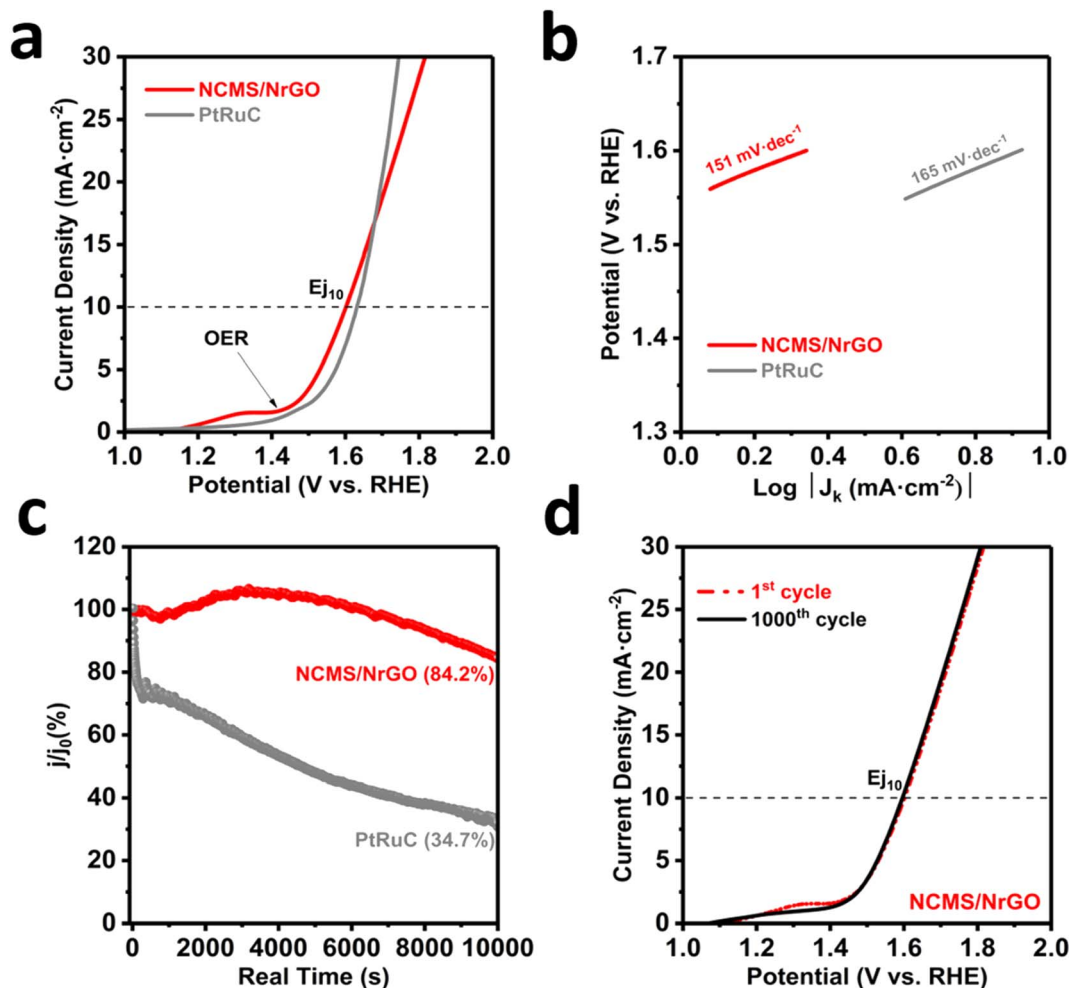 a
30
25
20
15
10
5
0
Current Density (mA·cm⁻²)
NCMS/NrGO
PtRuC
Ej₁₀
OER
1.0 1.2 1.4 1.6 1.8 2.0
Potential (V vs. RHE)
b
1.7
1.6
1.5
1.4
1.3
Potential (V vs. RHE)
151 mV·dec⁻¹
165 mV·dec⁻¹
NCMS/NrGO
PtRuC
0.0 0.2 0.4 0.6 0.8 1.0
Log |Jₖ (mA·cm⁻²)|
c
120
100
80
60
40
20
0
j/j₀(%)
NCMS/NrGO (84.2%)
PtRuC (34.7%)
0 2000 4000 6000 8000 10000
Real Time (s)
d
30
25
20
15
10
5
0
Current Density (mA·cm⁻²)
1ˢᵗ cycle
1000ᵗʰ cycle
Ej₁₀
NCMS/NrGO
1.0 1.2 1.4 1.6 1.8 2.0
Potential (V vs. RHE)